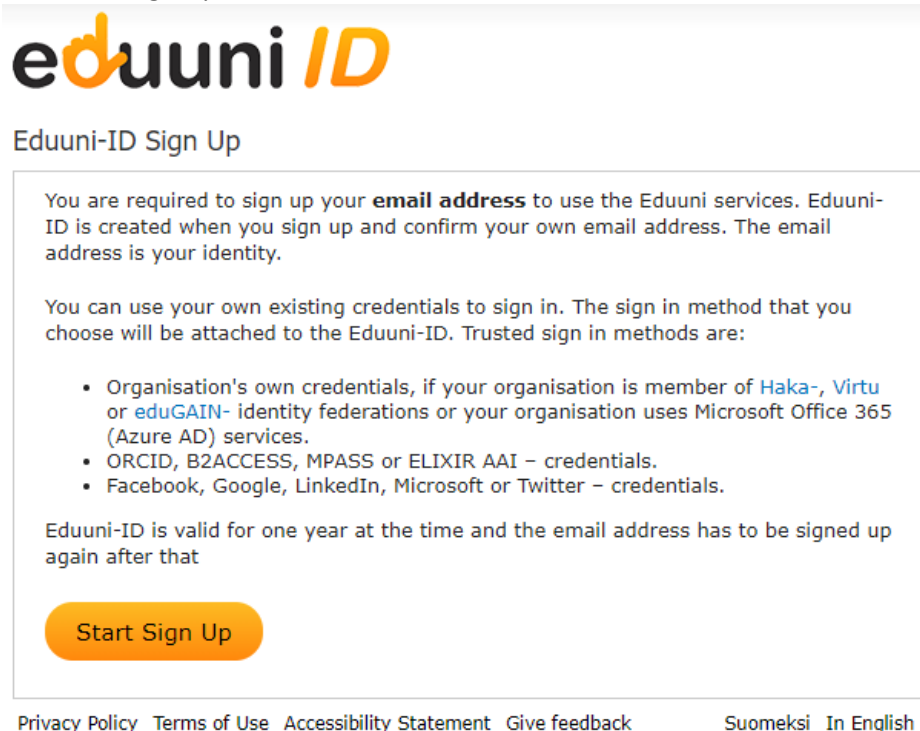 eduuni ID
Eduuni-ID Sign Up
You are required to sign up your email address to use the Eduuni services. Eduuni-
ID is created when you sign up and confirm your own email address. The email
address is your identity.
You can use your own existing credentials to sign in. The sign in method that you
choose will be attached to the Eduuni-ID. Trusted sign in methods are:
• Organisation's own credentials, if your organisation is member of Haka-, Virtu
or eduGAIN- identity federations or your organisation uses Microsoft Office 365
(Azure AD) services.
• ORCID, B2ACCESS, MPASS or ELIXIR AAI – credentials.
• Facebook, Google, LinkedIn, Microsoft or Twitter – credentials.
Eduuni-ID is valid for one year at the time and the email address has to be signed up
again after that
Start Sign Up
Privacy Policy Terms of Use Accessibility Statement Give feedback Suomeksi In English